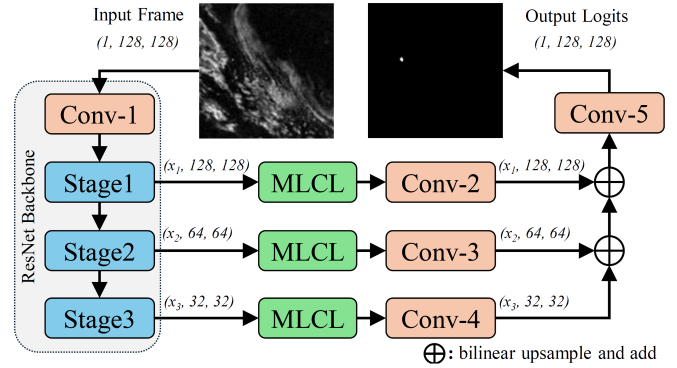 Input Frame
(1, 128, 128)
Output Logits
(1, 128, 128)
ResNet Backbone
Conv-1
Conv-5
Stage1
(x₁, 128, 128)
MLCL
Conv-2
(x₁, 128, 128)
Stage2
(x₂, 64, 64)
MLCL
Conv-3
(x₂, 64, 64)
Stage3
(x₃, 32, 32)
MLCL
Conv-4
(x₃, 32, 32)
⊕: bilinear upsample and add